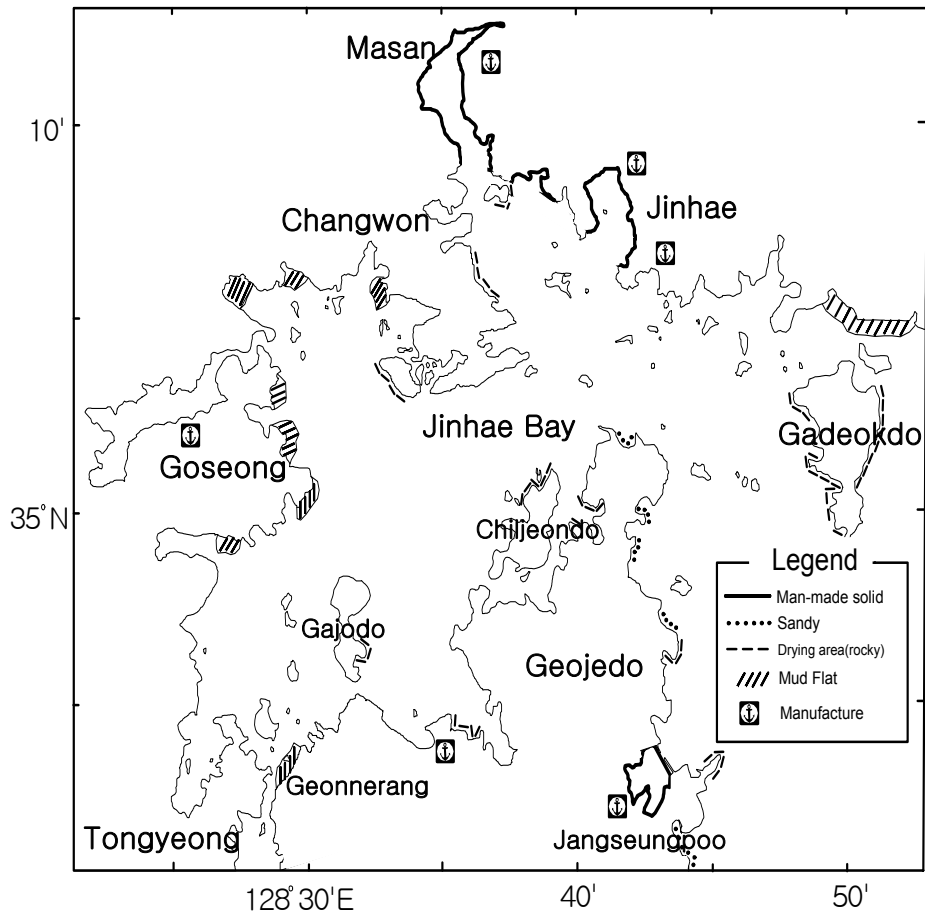 Masan
10'
Jinhae
Changwon
Jinhae Bay
Gadeokdo
Goseong
35°N
Chiljeondo
Legend
Man-made solid
Sandy
Drying area(rocky)
Mud Flat
Manufacture
Gajodo
Geojedo
Geonnerang
Tongyeong
Jangseungpoo
128°30'E
40'
50'